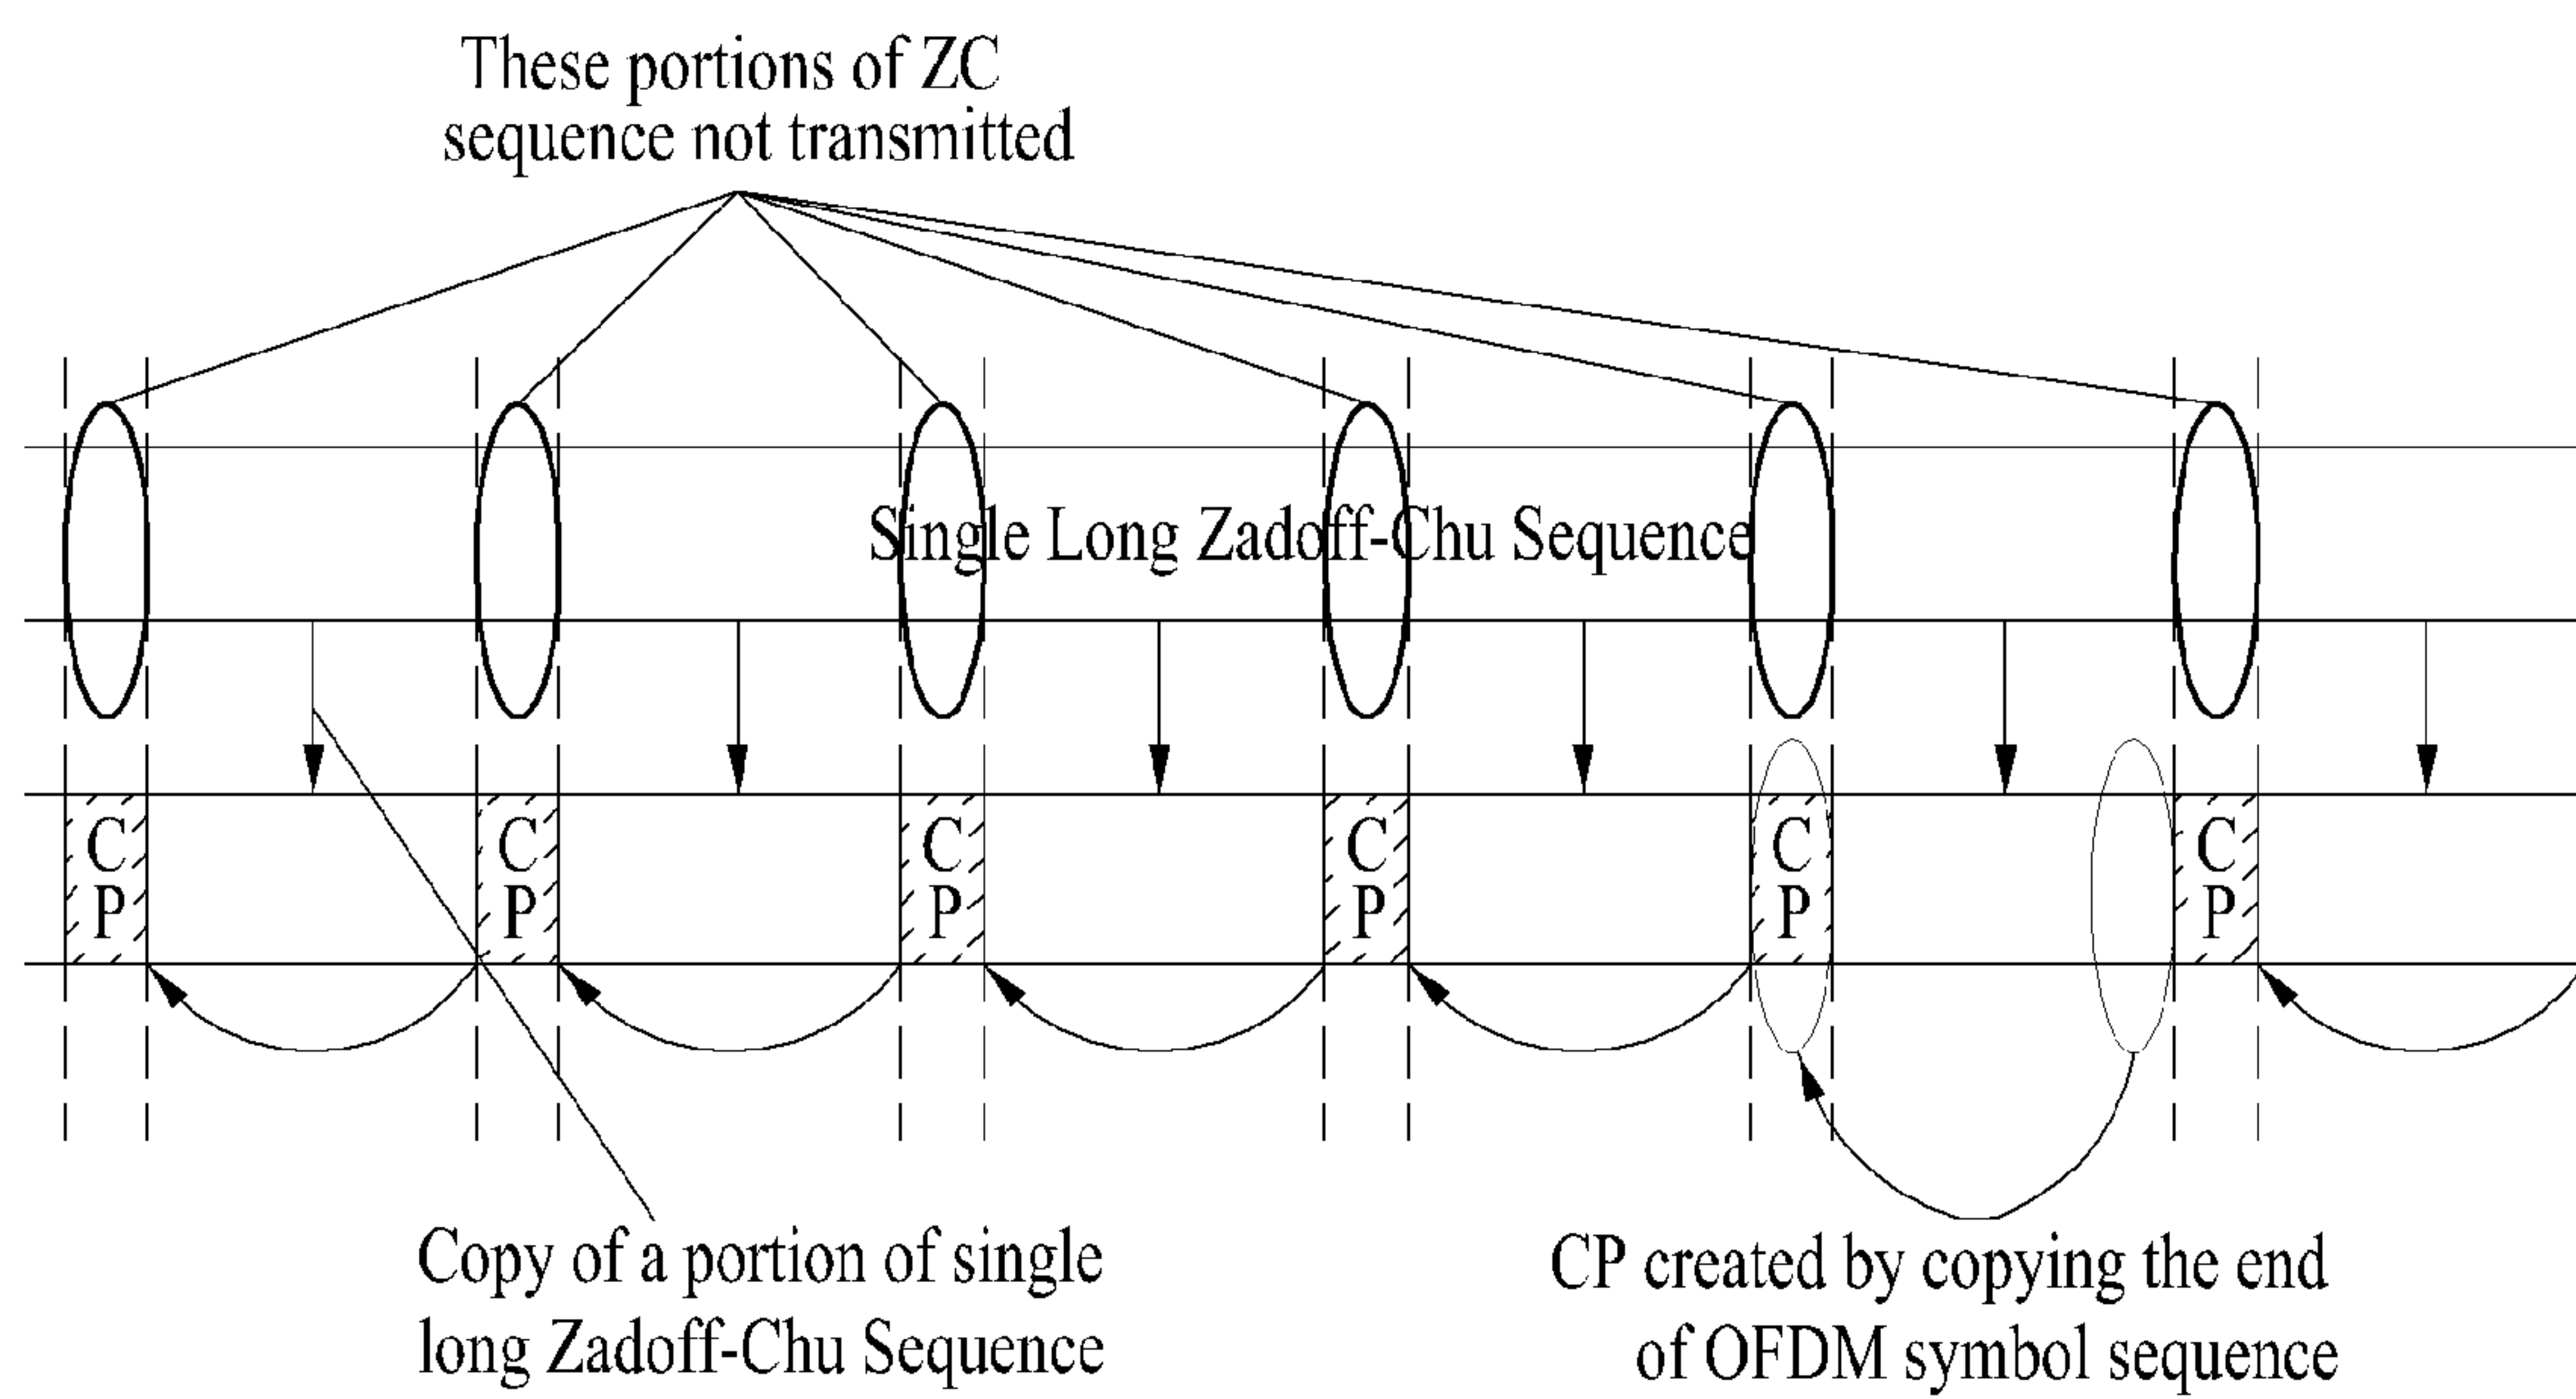 These portions of ZC
sequence not transmitted
Single Long Zadoff-Chu Sequence
C C C C C C
P P P P P P
Copy of a portion of single
long Zadoff-Chu Sequence
CP created by copying the end
of OFDM symbol sequence